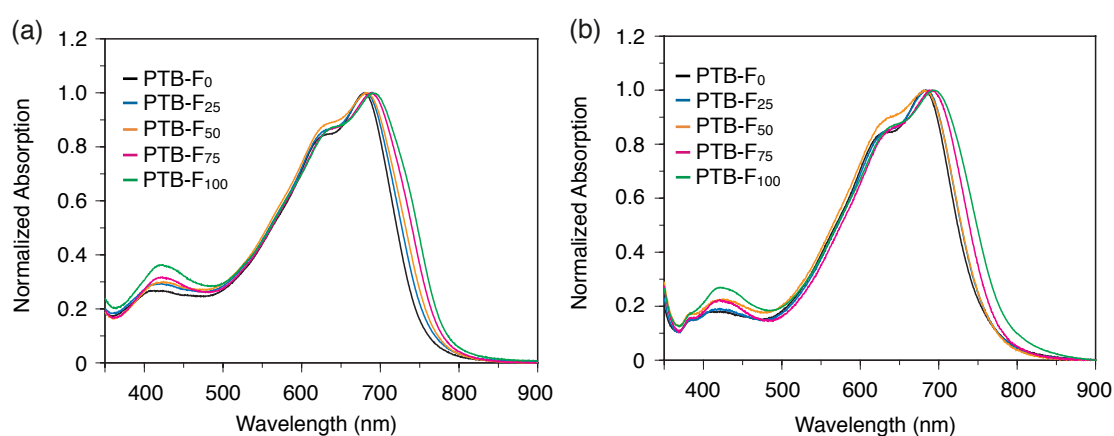 (a)
1.2
1.0
0.8
0.6
0.4
0.2
0
Normalized Absorption
PTB-F0
PTB-F25
PTB-F50
PTB-F75
PTB-F100
400 500 600 700 800 900
Wavelength (nm)
(b)
1.2
1.0
0.8
0.6
0.4
0.2
0
Normalized Absorption
PTB-F0
PTB-F25
PTB-F50
PTB-F75
PTB-F100
400 500 600 700 800 900
Wavelength (nm)